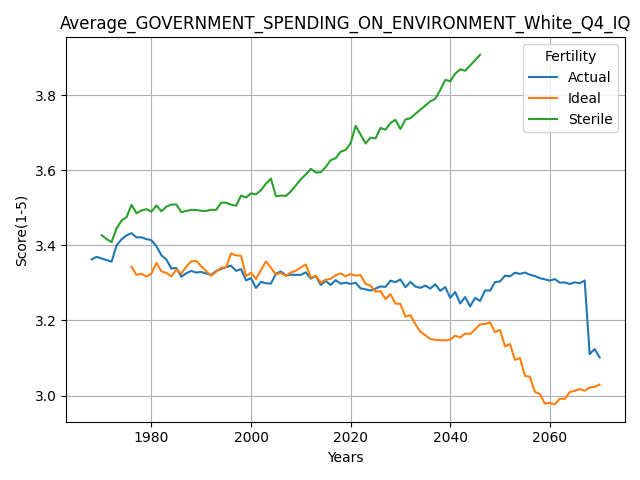 Average_GOVERNMENT_SPENDING_ON_ENVIRONMENT_White_Q4_IQ
Fertility
Actual
Ideal
Sterile
Score(1-5)
3.8
3.6
3.4
3.2
3.0
1980 2000 2020 2040 2060
Years